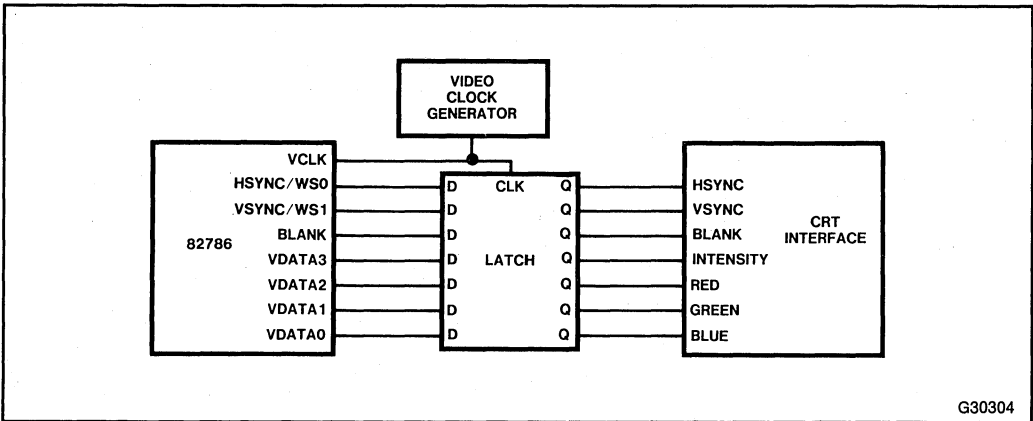 VIDEO
CLOCK
GENERATOR
82786
VCLK
HSYNC/WS0
VSYNC/WS1
BLANK
VDATA3
VDATA2
VDATA1
VDATA0
CLK
LATCH
D
D
D
D
D
D
D
Q
Q
Q
Q
Q
Q
Q
HSYNC
VSYNC
BLANK
INTENSITY
RED
GREEN
BLUE
CRT
INTERFACE
G30304